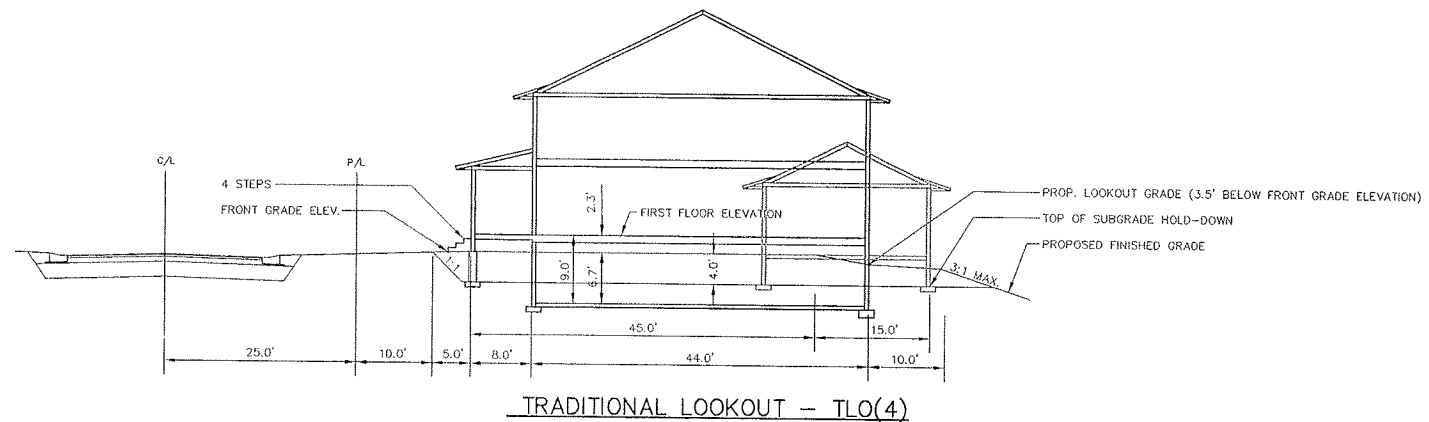 C/L
P/L
4 STEPS
FRONT GRADE ELEV.
1:1
2.3'
FIRST FLOOR ELEVATION
9.0'
6.7'
4.0'
PROP. LOOKOUT GRADE (3.5' BELOW FRONT GRADE ELEVATION)
TOP OF SUBGRADE HOLD-DOWN
PROPOSED FINISHED GRADE
3:1 MAX.
45.0'
15.0'
25.0'
10.0'
5.0'
8.0'
44.0'
10.0'
TRADITIONAL LOOKOUT - TLO(4)